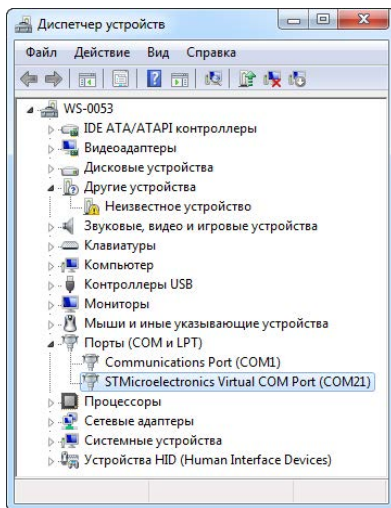 Диспетчер устройств
Файл Действие Вид Справка
WS-0053
IDE ATA/ATAPI контроллеры
Видеоадаптеры
Дисковые устройства
Другие устройства
Неизвестное устройство
Звуковые, видео и игровые устройства
Клавиатуры
Компьютер
Контроллеры USB
Мониторы
Мыши и иные указывающие устройства
Порты (COM и LPT)
Communications Port (COM1)
STMicroelectronics Virtual COM Port (COM21)
Процессоры
Сетевые адаптеры
Системные устройства
Устройства HID (Human Interface Devices)